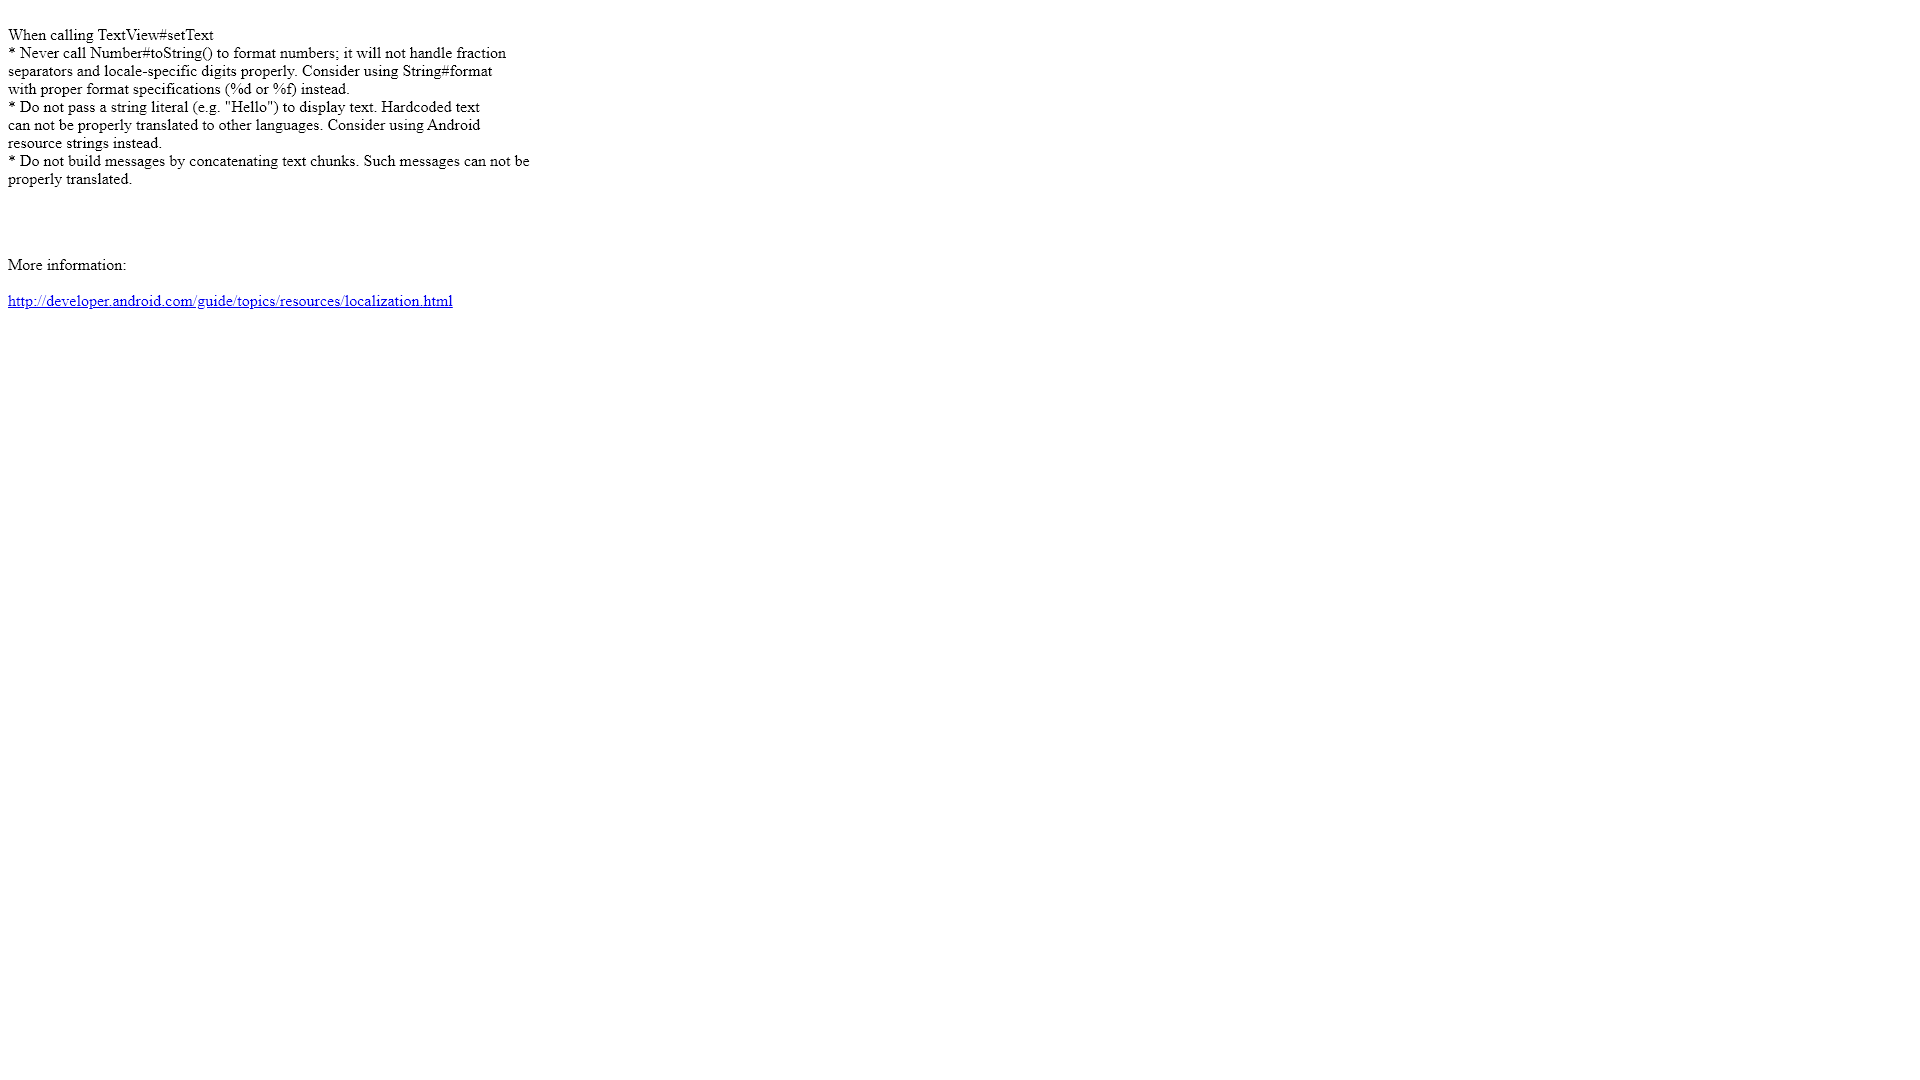 When calling TextView#setText
* Never call Number#toString() to format numbers; it will not handle fraction
separators and locale-specific digits properly. Consider using String#format
with proper format specifications (%d or %f) instead.
* Do not pass a string literal (e.g. "Hello") to display text. Hardcoded text
can not be properly translated to other languages. Consider using Android
resource strings instead.
* Do not build messages by concatenating text chunks. Such messages can not be
properly translated.
More information:
http://developer.android.com/guide/topics/resources/localization.html